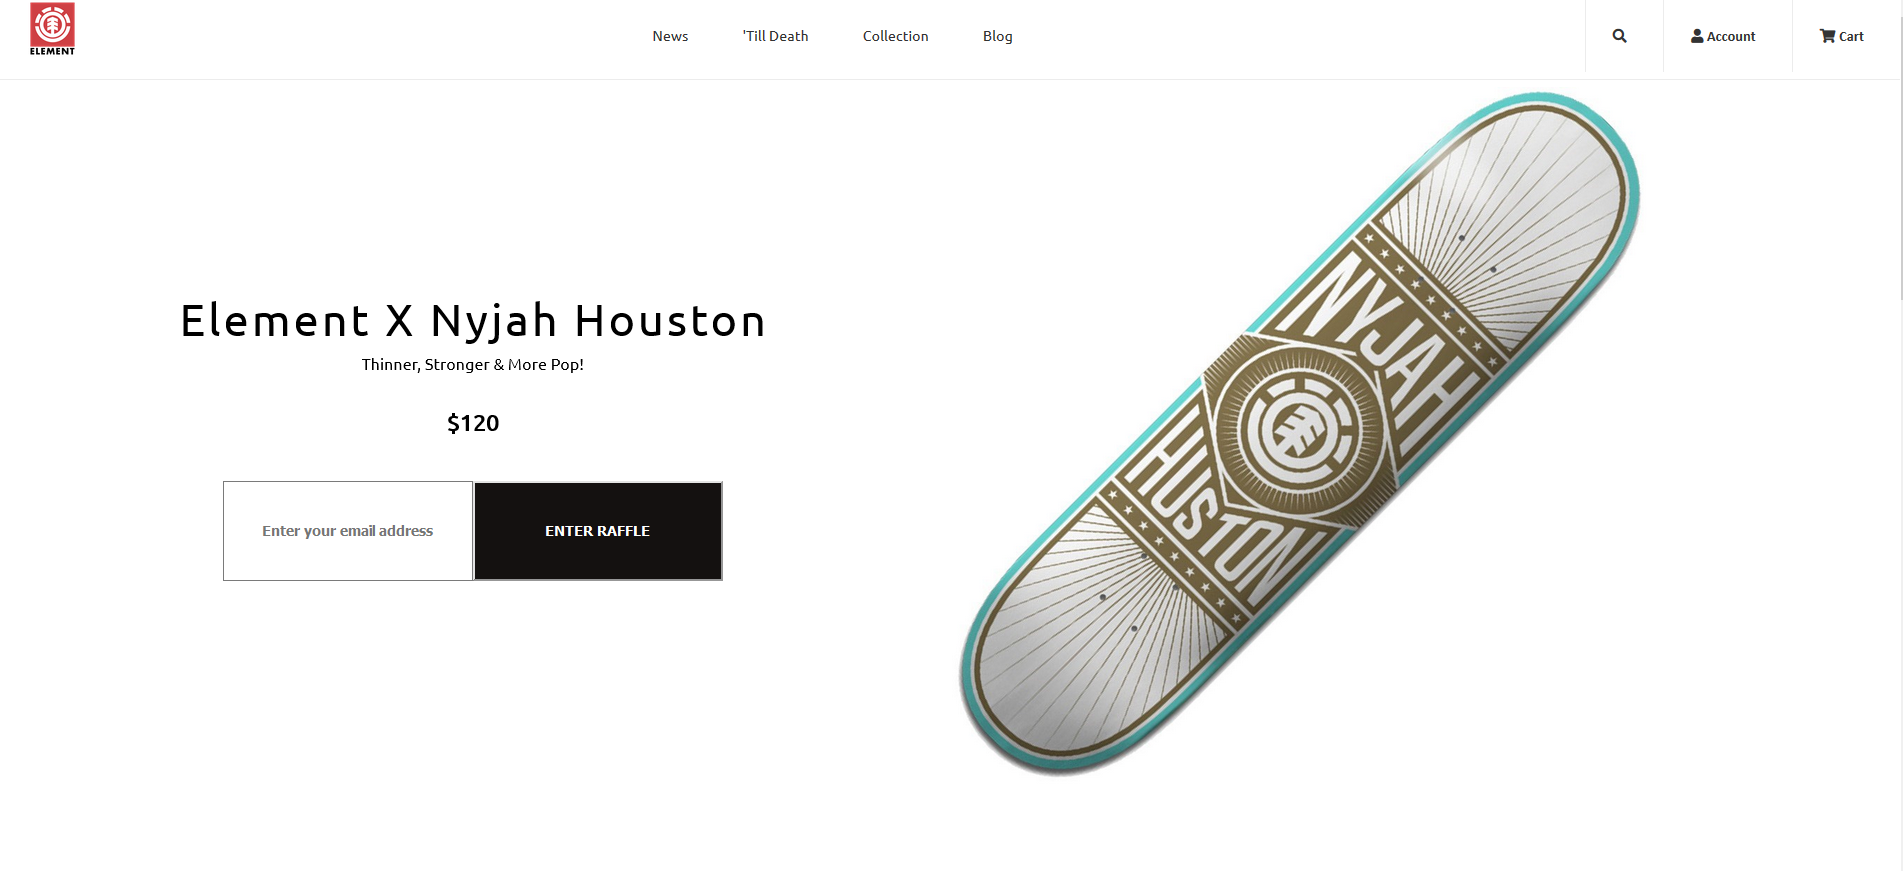 ELEMENT
News
'Till Death
Collection
Blog
Account
Cart
Element X Nyjah Houston
Thinner, Stronger & More Pop!
$120
Enter your email address
ENTER RAFFLE
NYJAH
HUSTON